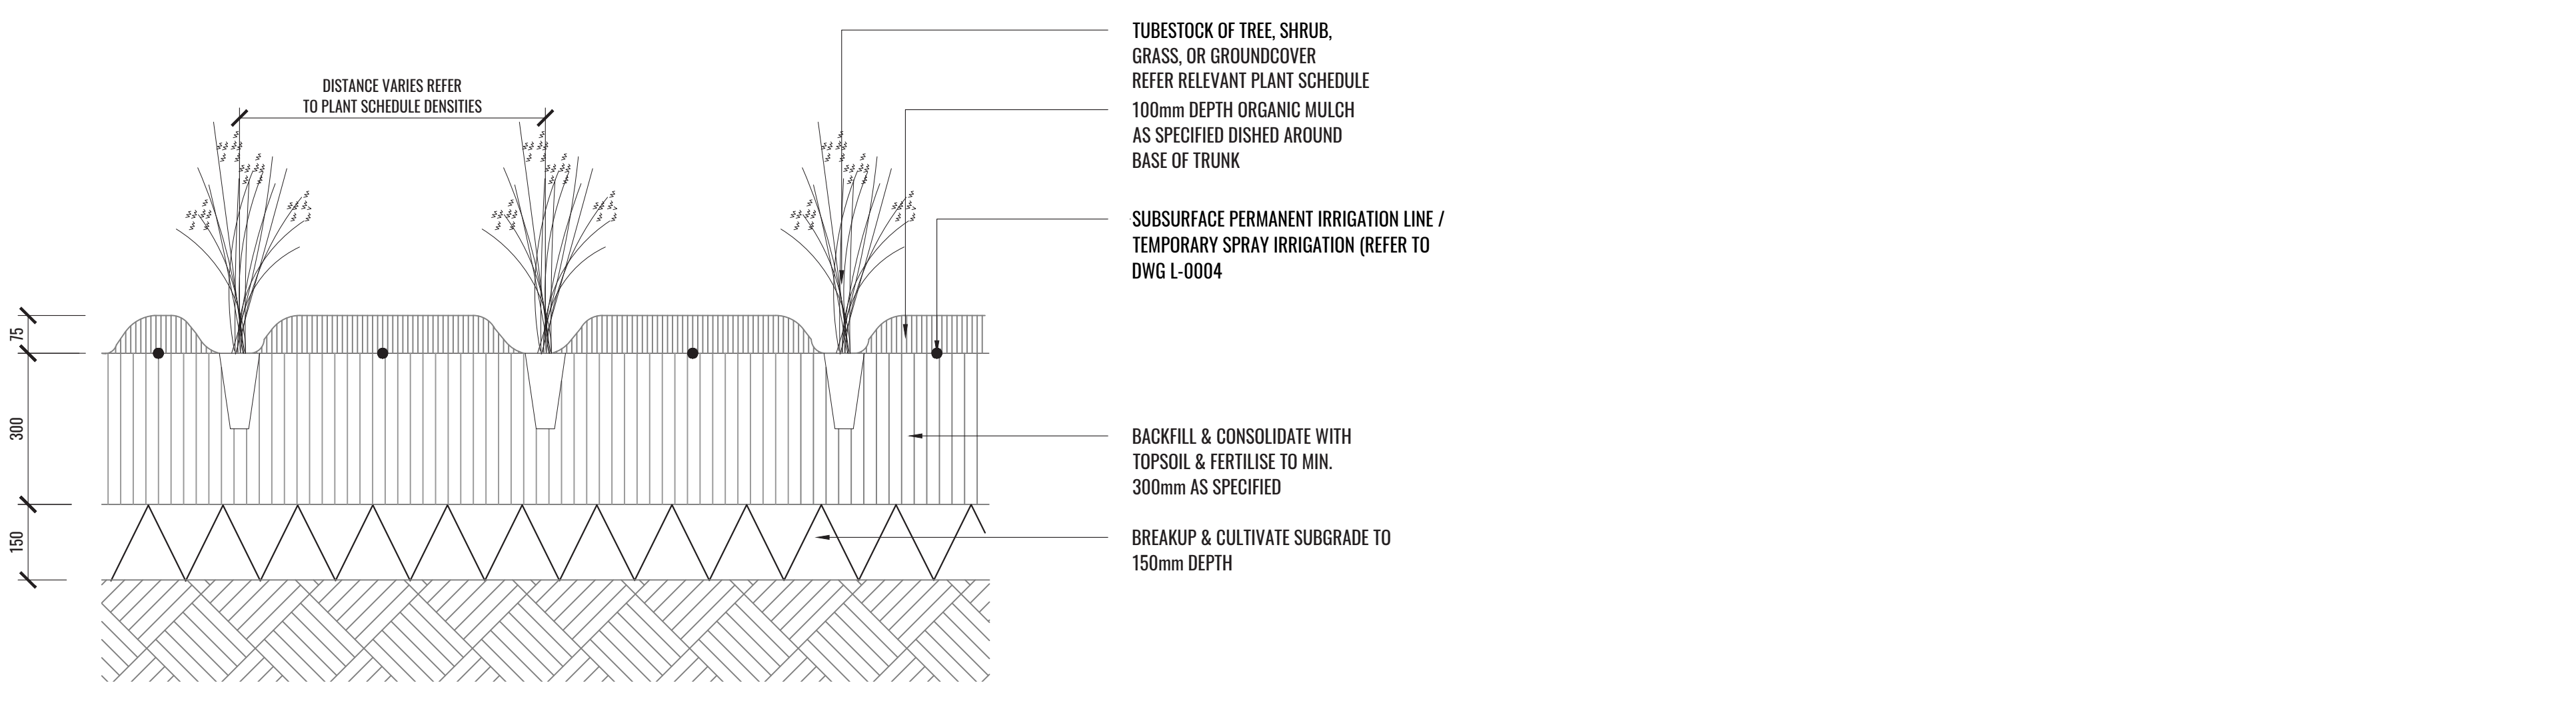 TUBESTOCK OF TREE, SHRUB,
GRASS, OR GROUNDCOVER
REFER RELEVANT PLANT SCHEDULE
DISTANCE VARIES REFER
TO PLANT SCHEDULE DENSITIES
100mm DEPTH ORGANIC MULCH
AS SPECIFIED DISHED AROUND
BASE OF TRUNK
SUBSURFACE PERMANENT IRRIGATION LINE /
TEMPORARY SPRAY IRRIGATION (REFER TO
DWG L-0004
75
300
BACKFILL & CONSOLIDATE WITH
TOPSOIL & FERTILISE TO MIN.
300mm AS SPECIFIED
150
BREAKUP & CULTIVATE SUBGRADE TO
150mm DEPTH